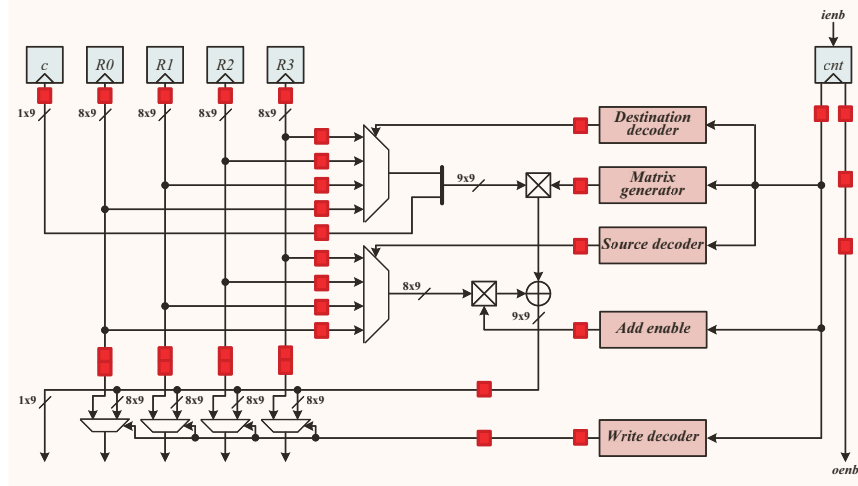 ienb
c
R0
R1
R2
R3
cnt
1x9
8x9
8x9
8x9
8x9
Destination
decoder
9x9
Matrix
generator
Source decoder
8x9
9x9
Add enable
1x9
8x9
8x9
8x9
8x9
Write decoder
oenb